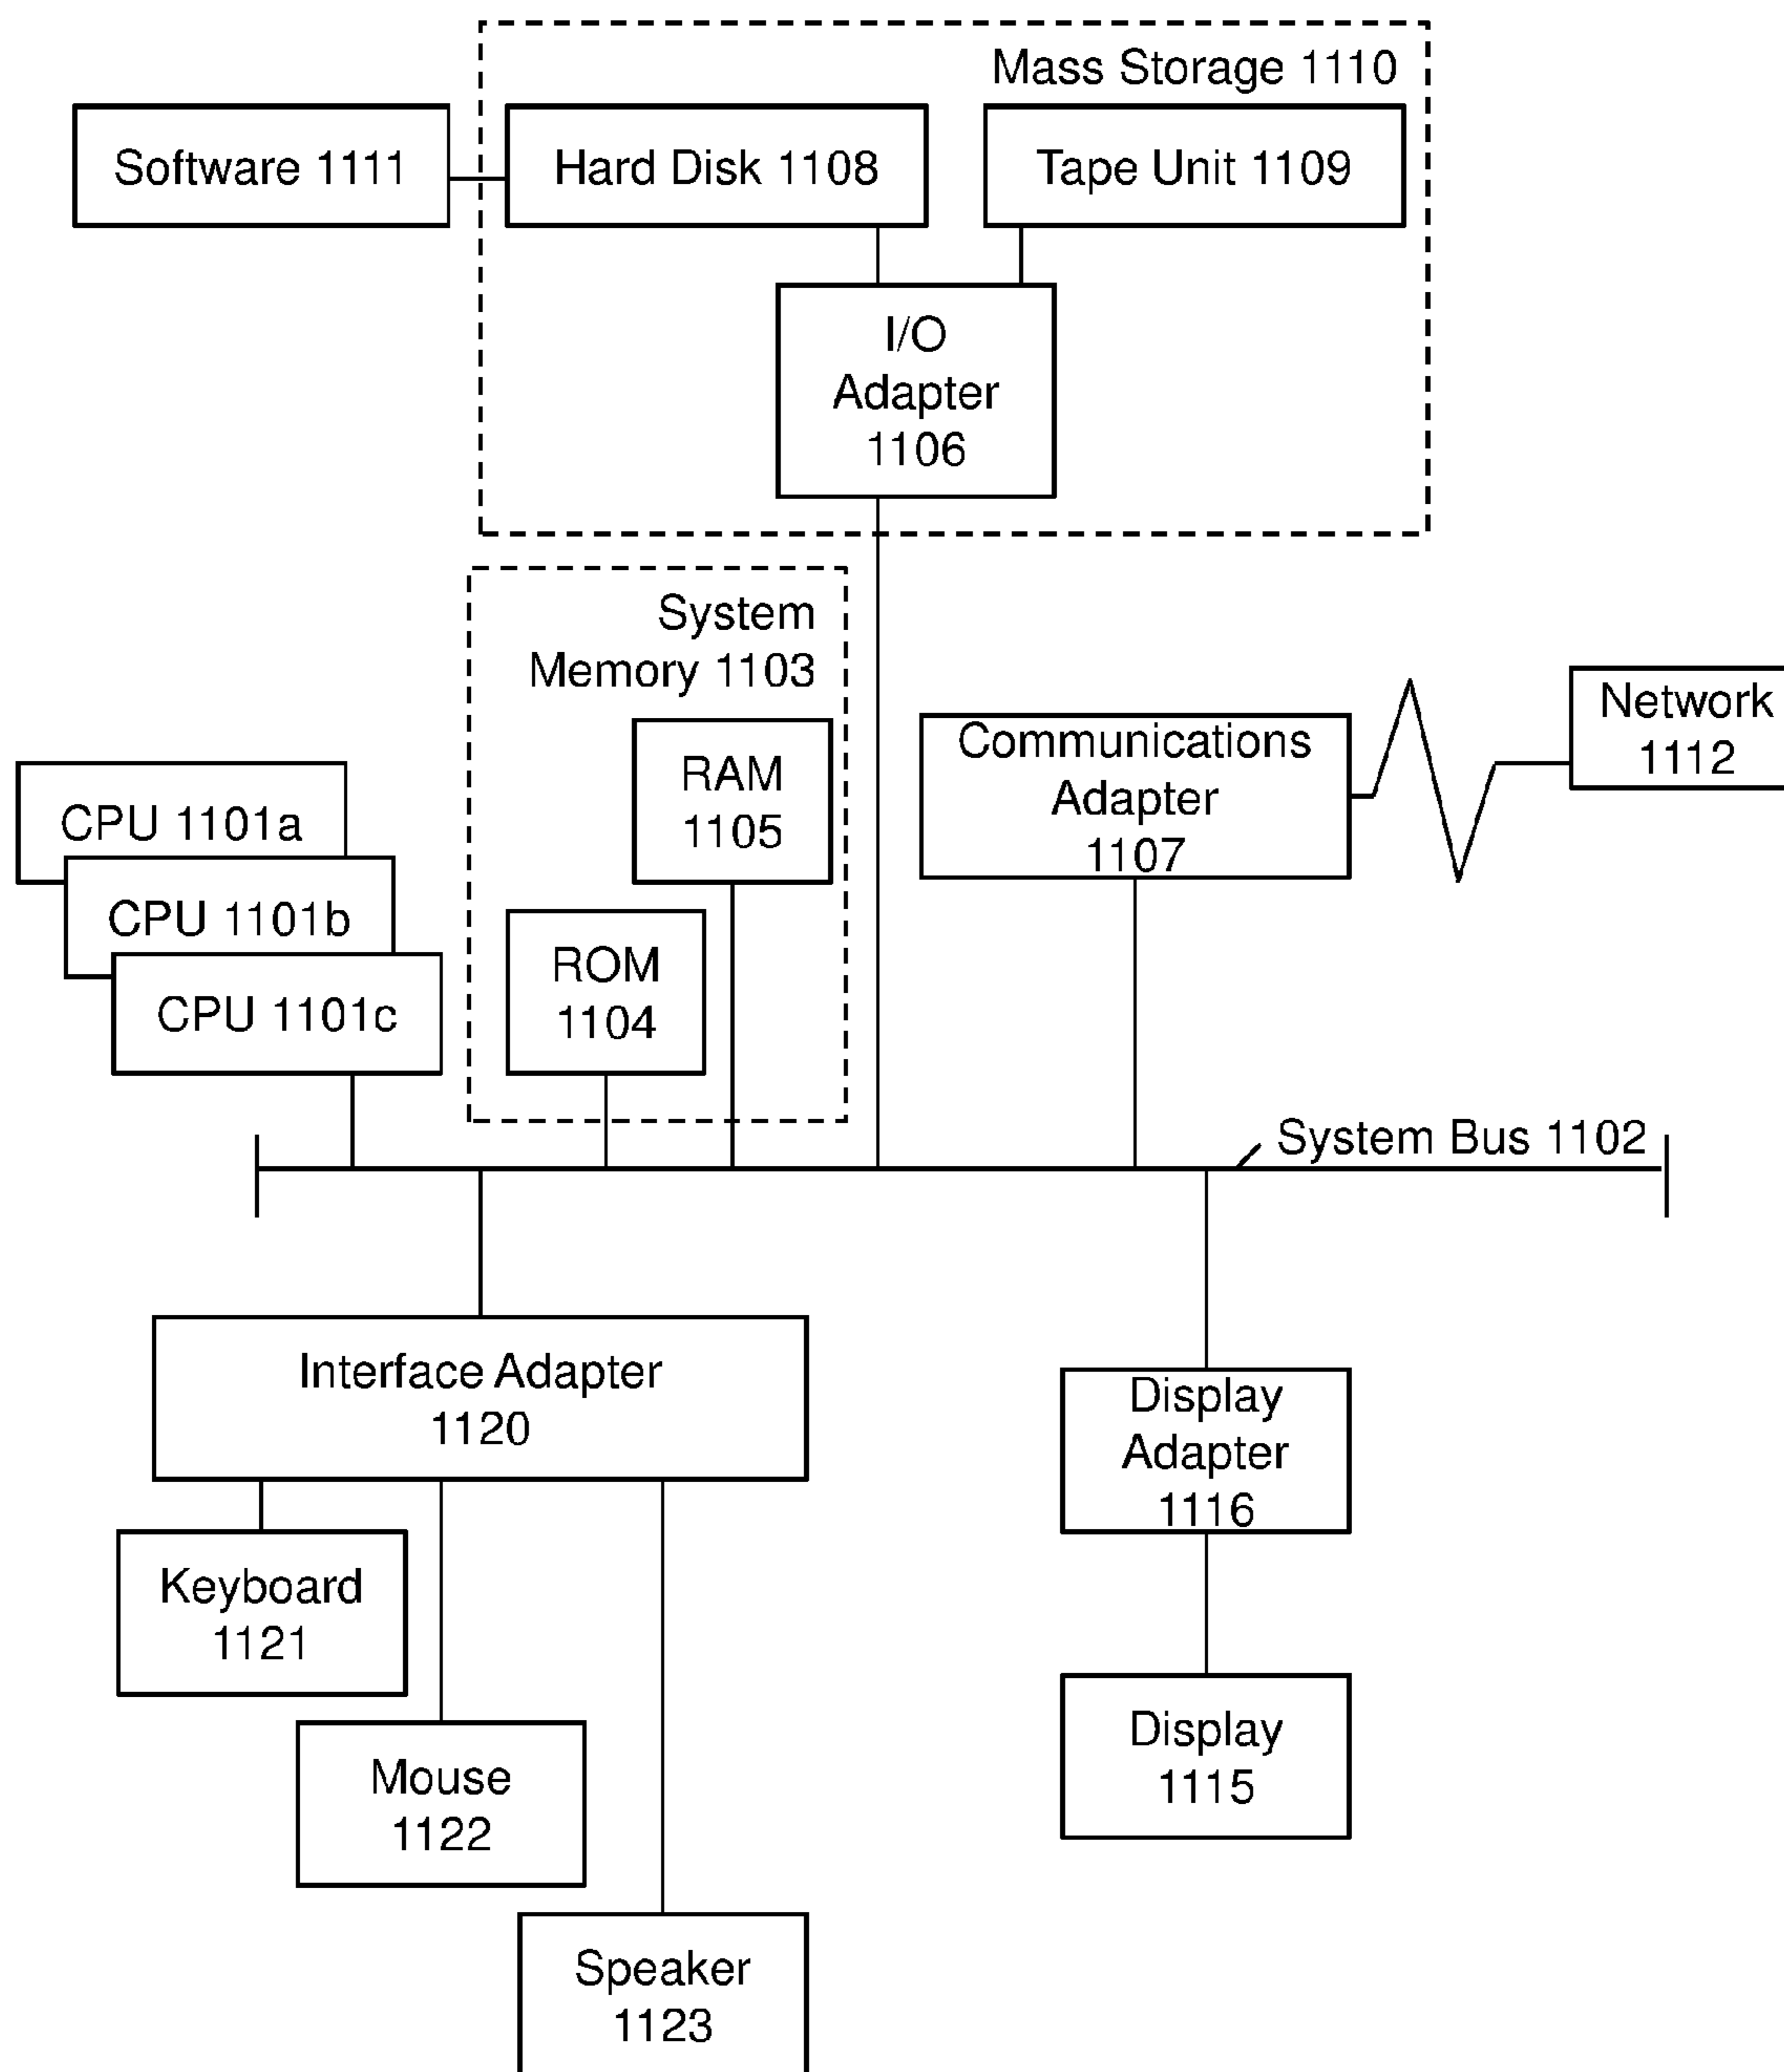 Mass Storage 1110
Software 1111
Hard Disk 1108
Tape Unit 1109
I/O
Adapter
1106
System
Memory 1103
RAM
1105
ROM
1104
Communications
Adapter
1107
Network
1112
CPU 1101a
CPU 1101b
CPU 1101c
System Bus 1102
Interface Adapter
1120
Display
Adapter
1116
Keyboard
1121
Mouse
1122
Display
1115
Speaker
1123